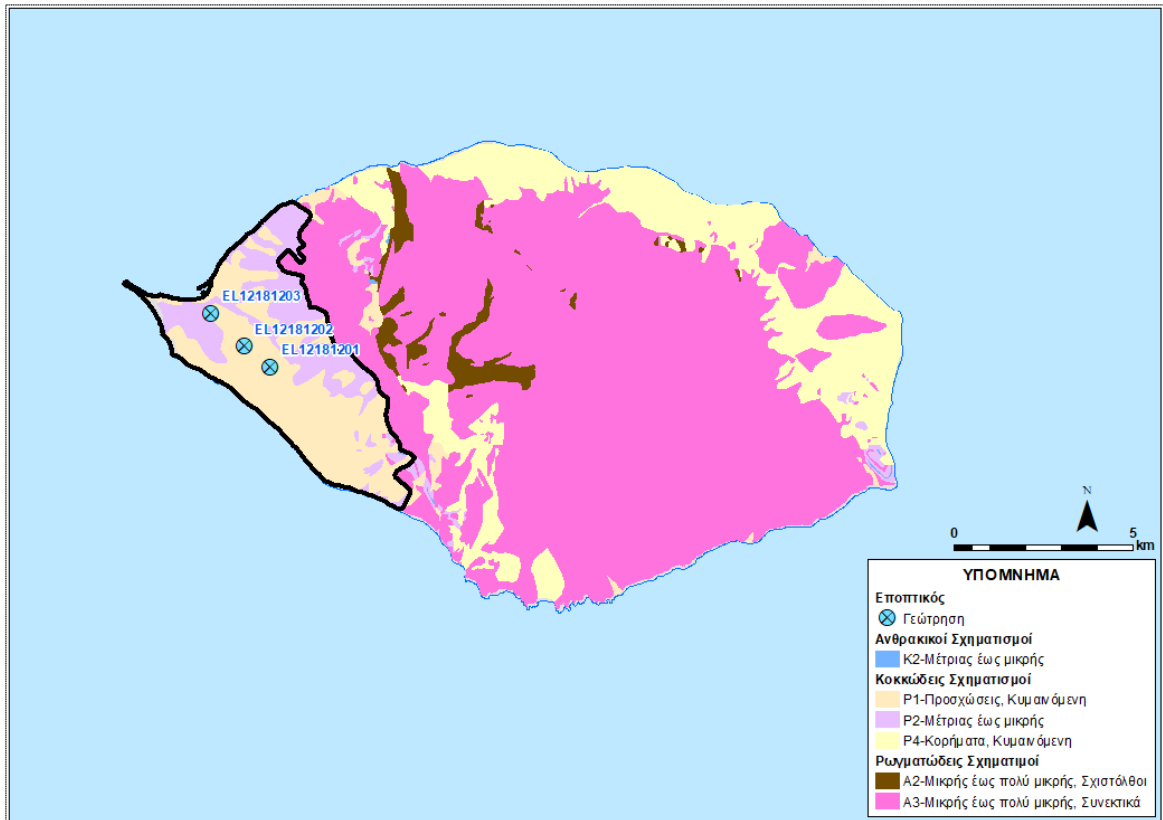 EL12181203
EL12181202
EL12181201
N
0 5
km
ΥΠΟΜΝΗΜΑ
Εποπτικός
Γεώτρηση
Ανθρακικοί Σχηματισμοί
Κ2-Μέτριας έως μικρής
Κοκκώδεις Σχηματισμοί
Ρ1-Προσχώσεις, Κυμαινόμενη
Ρ2-Μέτριας έως μικρής
Ρ4-Κορήματα, Κυμαινόμενη
Ρωγματώδεις Σχηματιμοί
Α2-Μικρής έως πολύ μικρής, Σχιστόλθοι
Α3-Μικρής έως πολύ μικρής, Συνεκτικά